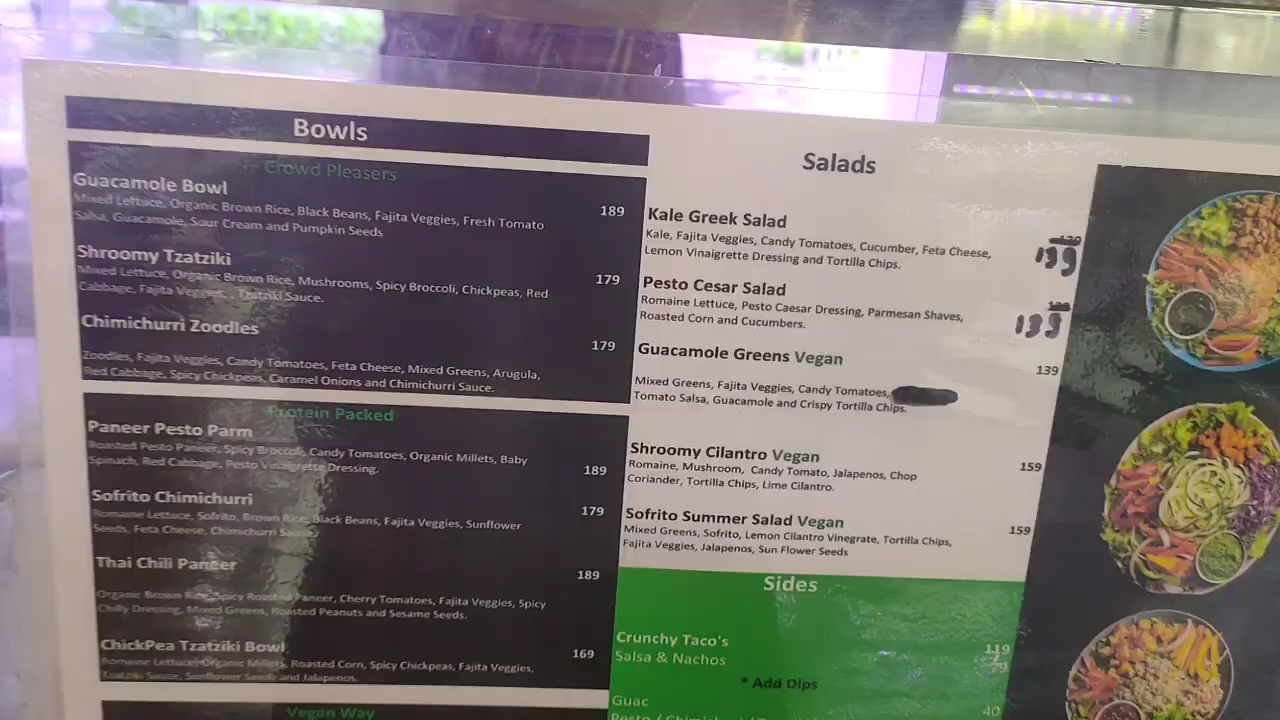 Bowls
Crowd Pleasers
Guacamole Bowl
Mixed Lettuce, Organic Brown Rice, Black Beans, Fajita Veggies, Fresh Tomato
Salsa, Guacamole, Sour Cream and Pumpkin Seeds
189
Shroomy Tzatziki
Mixed Lettuce, Organic Brown Rice, Mushrooms, Spicy Broccoli, Chickpeas, Red
Cabbage, Fajita Veggies, , Tzatziki Sauce.
179
Chimichurri Zoodles
179
Zoodles, Fajita Veggies, Candy Tomatoes, Feta Cheese, Mixed Greens, Arugula,
Red Cabbage, Spicy Chickpeas, Caramel Onions and Chimichurri Sauce.
Protein Packed
Paneer Pesto Parm
Roasted Pesto Paneer, Spicy Broccoli, Candy Tomatoes, Organic Millets, Baby
Spinach, Red Cabbage, Pesto Vinaigrette Dressing.
189
Sofrito Chimichurri
179
Romaine Lettuce, Sofrito, Brown Rice, Black Beans, Fajita Veggies, Sunflower
Seeds, Feta Cheese, Chimichurri Sauce.
Thai Chili Paneer
189
Organic Brown Rice, Spicy Roasted Paneer, Cherry Tomatoes, Fajita Veggies, Spicy
Chilly Dressing, Mixed Greens, Roasted Peanuts and Sesame Seeds.
ChickPea Tzatziki Bowl
169
Romaine Lettuce, Organic Millets, Roasted Corn, Spicy Chickpeas, Fajita Veggies,
Tzatziki Sauce, Sunflower Seeds and Jalapenos.
Vegan Way
Salads
Kale Greek Salad
Kale, Fajita Veggies, Candy Tomatoes, Cucumber, Feta Cheese,
Lemon Vinaigrette Dressing and Tortilla Chips.
199
Pesto Cesar Salad
Romaine Lettuce, Pesto Caesar Dressing, Parmesan Shaves,
Roasted Corn and Cucumbers.
Guacamole Greens Vegan
139
Mixed Greens, Fajita Veggies, Candy Tomatoes,
Tomato Salsa, Guacamole and Crispy Tortilla Chips.
Shroomy Cilantro Vegan
159
Romaine, Mushroom, Candy Tomato, Jalapenos, Chop
Coriander, Tortilla Chips, Lime Cilantro.
Sofrito Summer Salad Vegan
159
Mixed Greens, Sofrito, Lemon Cilantro Vinegrate, Tortilla Chips,
Fajita Veggies, Jalapenos, Sun Flower Seeds
Sides
Crunchy Taco's
119
Salsa & Nachos
79
* Add Dips
Guac
40